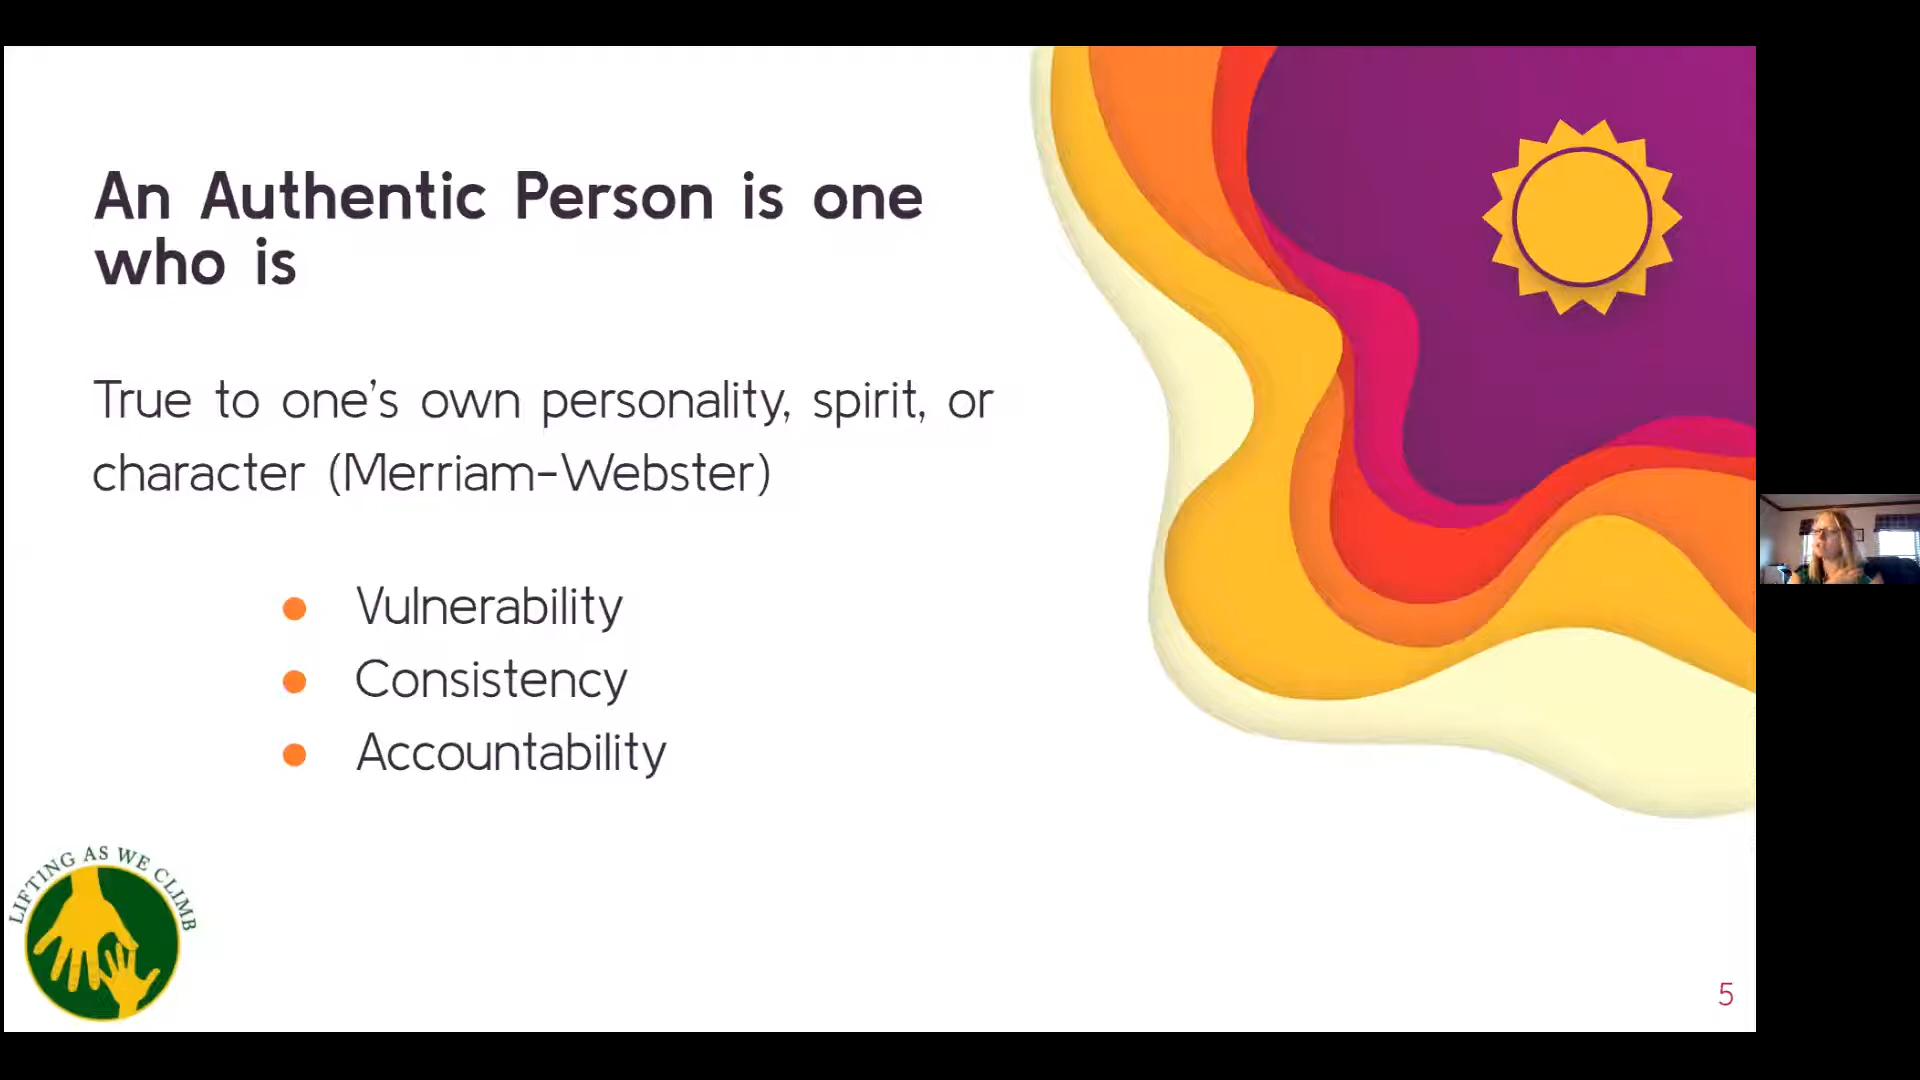 An Authentic Person is one
who is
True to one's own personality, spirit, or
character (Merriam-Webster)
● Vulnerability
● Consistency
● Accountability
LIFTING AS WE CLIMB
5